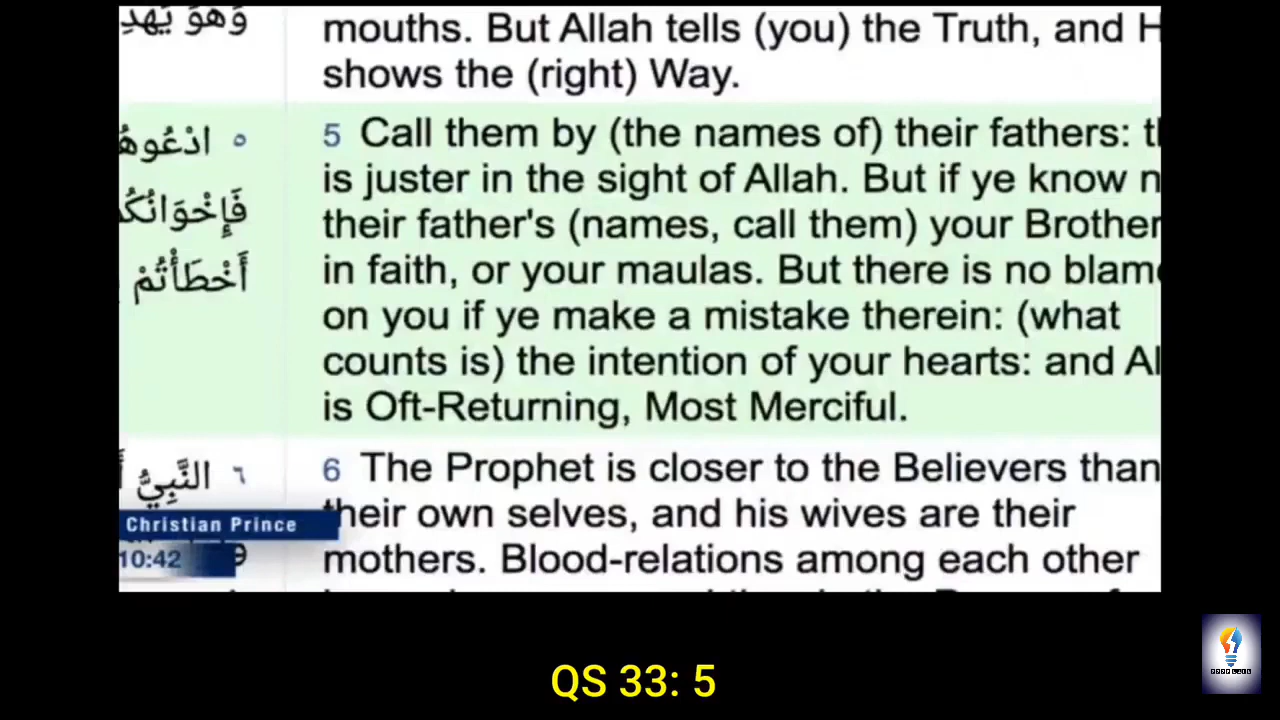 وَهُوَ يَهْدِ
mouths. But Allah tells (you) the Truth, and H
shows the (right) Way.
٥ ادْعُوهُ
5 Call them by (the names of) their fathers: th
is juster in the sight of Allah. But if ye know n
فَإِخْوَانُكُ
their father's (names, call them) your Brother
أَخْطَأْتُمْ
in faith, or your maulas. But there is no blame
on you if ye make a mistake therein: (what
counts is) the intention of your hearts: and Al
is Oft-Returning, Most Merciful.
٦ النَّبِيُّ أَ
6 The Prophet is closer to the Believers than
their own selves, and his wives are their
Christian Prince
mothers. Blood-relations among each other
10:42
QS 33: 5